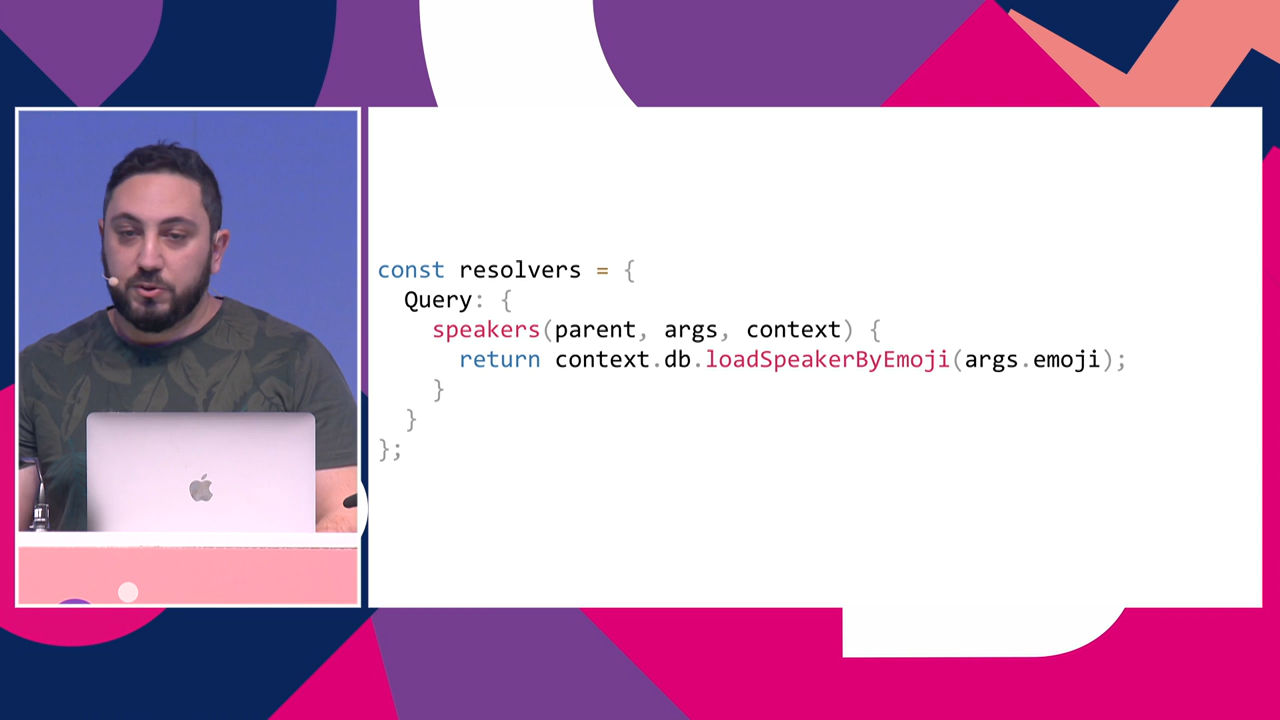 const resolvers = {
Query: {
speakers(parent, args, context) {
return context.db.loadSpeakerByEmoji(args.emoji);
}
}
};